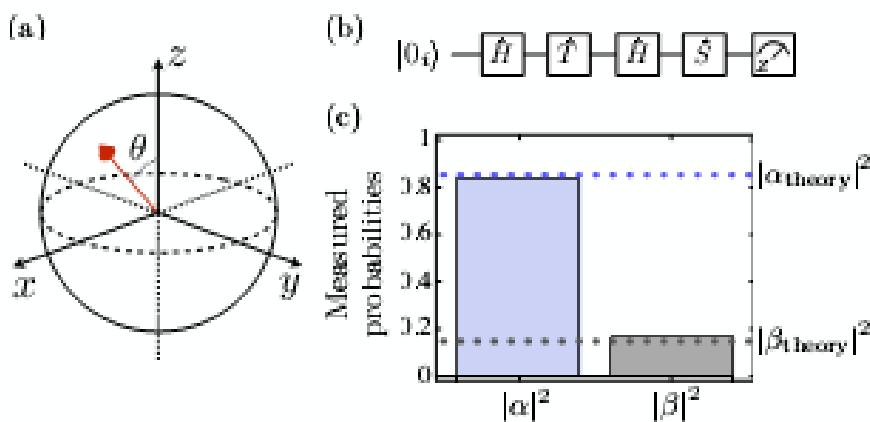 (a)
z
θ
x
y
(b)
|0⟩ Ĥ T̂ Ĥ Ŝ
z
(c)
Measured
probabilities
1
0.8
0.6
0.4
0.2
0
|α_theory|²
|β_theory|²
|α|²
|β|²